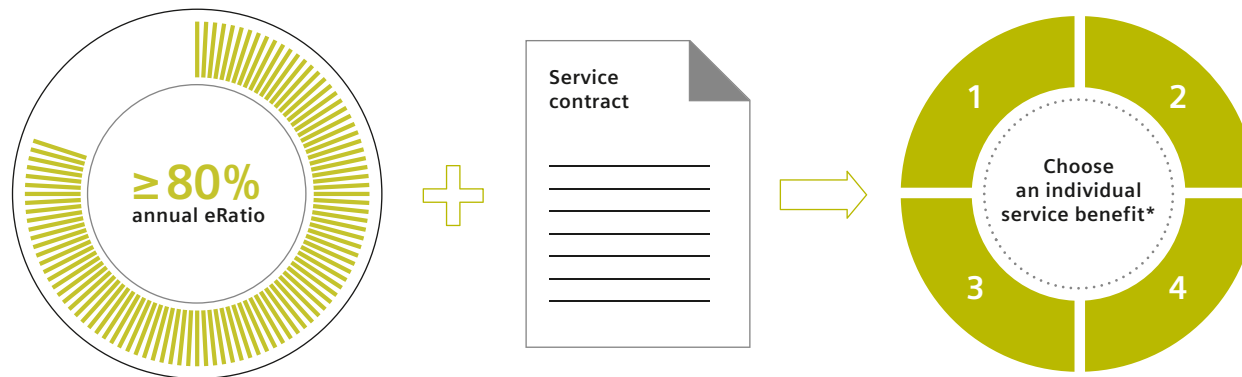 ≥ 80%
annual eRatio
Service
contract
1
2
Choose
an individual
service benefit*
3
4